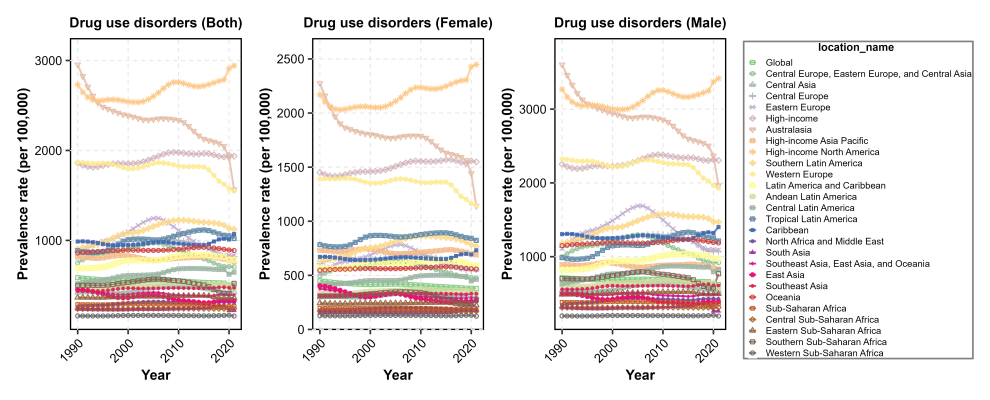 Drug use disorders (Both)
Prevalence rate (per 100,000)
3000
2000
1000
1990
2000
2010
2020
Year
Drug use disorders (Female)
Prevalence rate (per 100,000)
2500
2000
1500
1000
500
0
1990
2000
2010
2020
Year
Drug use disorders (Male)
Prevalence rate (per 100,000)
3000
2000
1000
1990
2000
2010
2020
Year
location_name
Global
Central Europe, Eastern Europe, and Central Asia
Central Asia
Central Europe
Eastern Europe
High-income
Australasia
High-income Asia Pacific
High-income North America
Southern Latin America
Western Europe
Latin America and Caribbean
Andean Latin America
Central Latin America
Tropical Latin America
Caribbean
North Africa and Middle East
South Asia
Southeast Asia, East Asia, and Oceania
East Asia
Southeast Asia
Oceania
Sub-Saharan Africa
Central Sub-Saharan Africa
Eastern Sub-Saharan Africa
Southern Sub-Saharan Africa
Western Sub-Saharan Africa